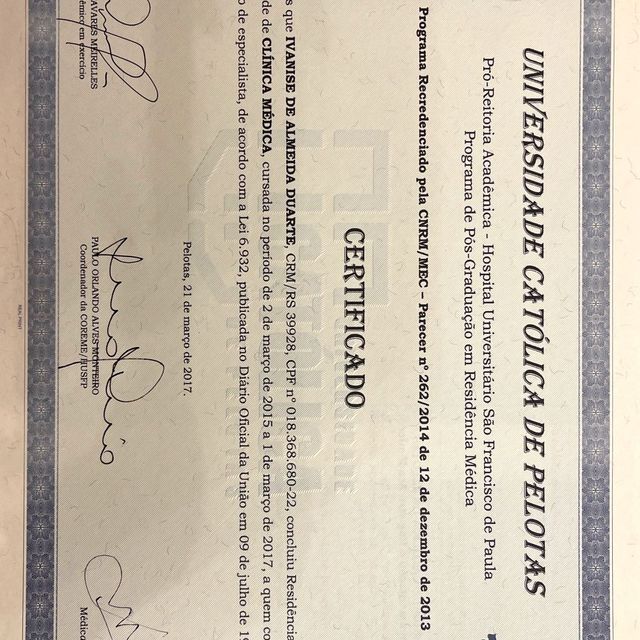 UNIVERSIDADE CATÓLICA DE PELOTAS
Pró-Reitoria Acadêmica - Hospital Universitário São Francisco de Paula
Programa de Pós-Graduação em Residência Médica
Programa Recredenciado pela CNRM/MEC – Parecer nº 262/2014 de 12 de dezembro de 2013
CERTIFICADO
s que IVANISE DE ALMEIDA DUARTE, CRM/RS 39928, CPF nº 018.368.680-22, concluiu Residência
de de CLÍNICA MÉDICA, cursada no período de 2 de março de 2015 a 1 de março de 2017, a quem co
o de especialista, de acordo com a Lei 6.932, publicada no Diário Oficial da União em 09 de julho de 19
Pelotas, 21 de março de 2017.
AVARES MEIRELLES
êmico em exercício
PAULO ORLANDO ALVES MONTEIRO
Coordenador da COREME/HUSFP
Médic